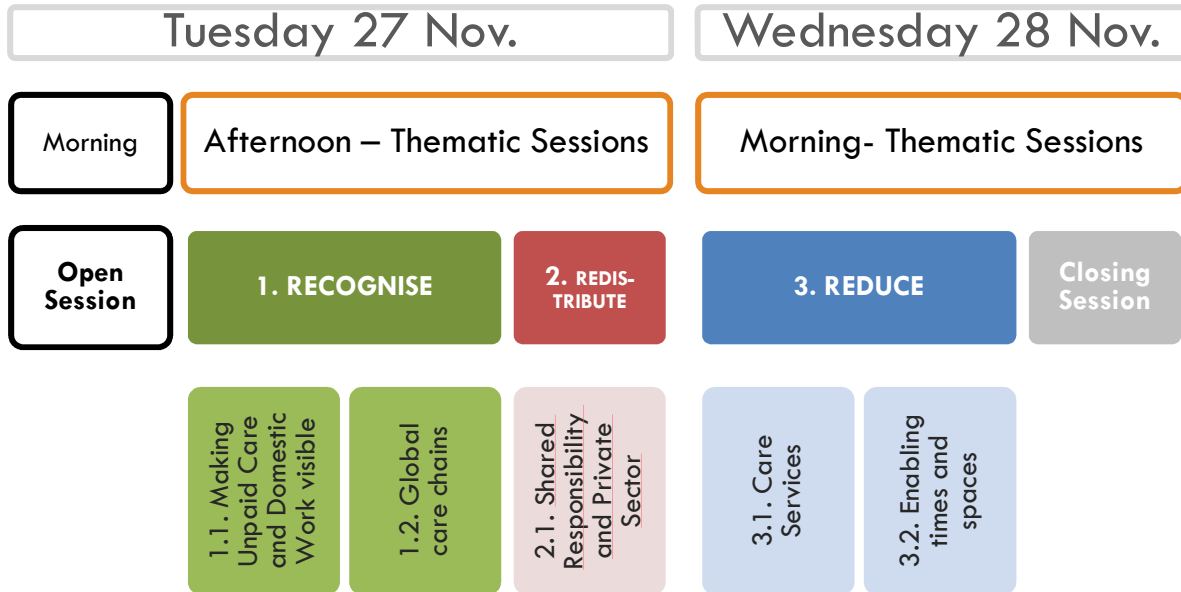 Tuesday 27 Nov.
Wednesday 28 Nov.
Morning
Afternoon – Thematic Sessions
Morning- Thematic Sessions
Open
Session
1. RECOGNISE
2. REDIS-
TRIBUTE
3. REDUCE
Closing
Session
1.1. Making
Unpaid Care
and Domestic
Work visible
1.2. Global
care chains
2.1. Shared
Responsibility
and Private
Sector
3.1. Care
Services
3.2. Enabling
times and
spaces